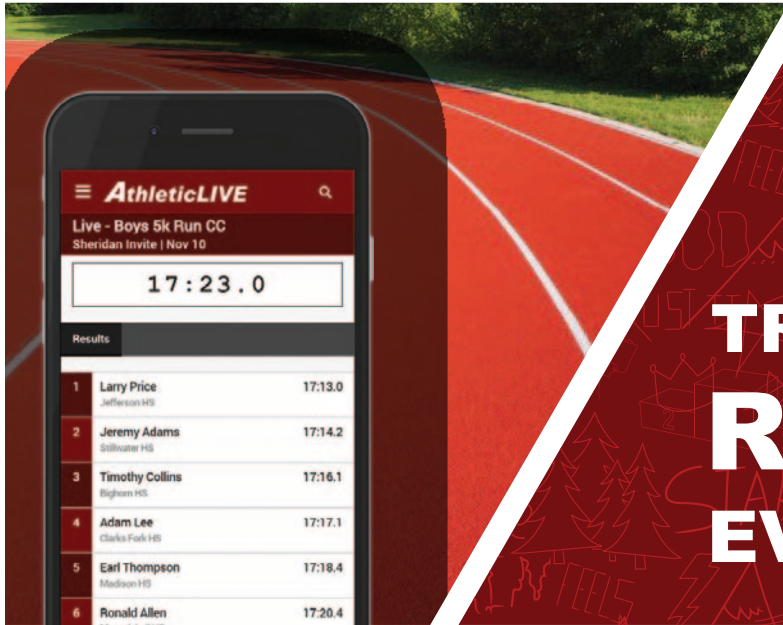 AthleticLIVE
Live - Boys 5k Run CC
Sheridan Invite | Nov 10
17:23.0
Results
1 Larry Price 17:13.0
Jefferson HS
2 Jeremy Adams 17:14.2
Stillwater HS
3 Timothy Collins 17:16.1
Bighorn HS
4 Adam Lee 17:17.1
Clarks Fork HS
5 Earl Thompson 17:18.4
Madison HS
6 Ronald Allen 17:20.4
2
FEELS